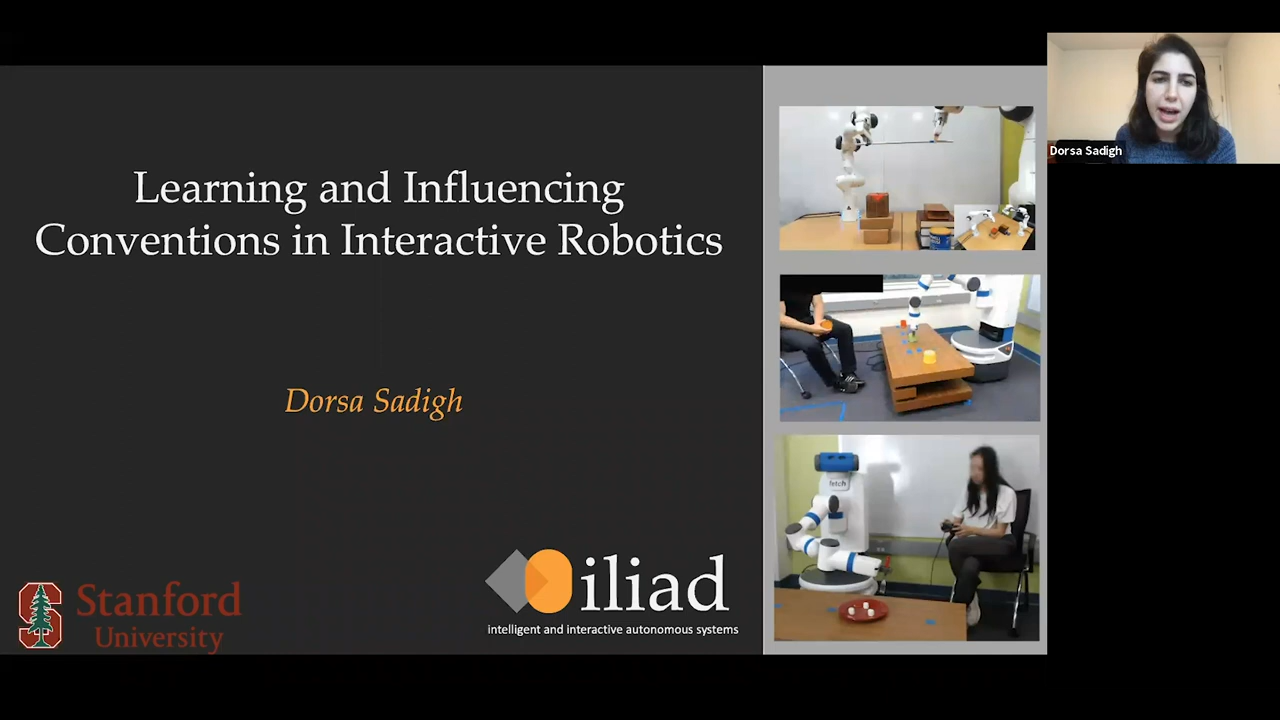 Learning and Influencing
Conventions in Interactive Robotics
Dorsa Sadigh
Stanford
University
iliad
intelligent and interactive autonomous systems
fetch
Dorsa Sadigh